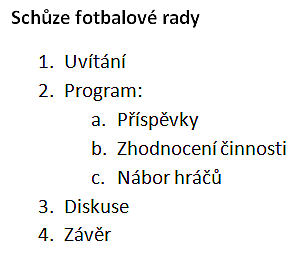 Schůze fotbalové rady
1. Uvítání
2. Program:
a. Příspěvky
b. Zhodnocení činnosti
c. Nábor hráčů
3. Diskuse
4. Závěr